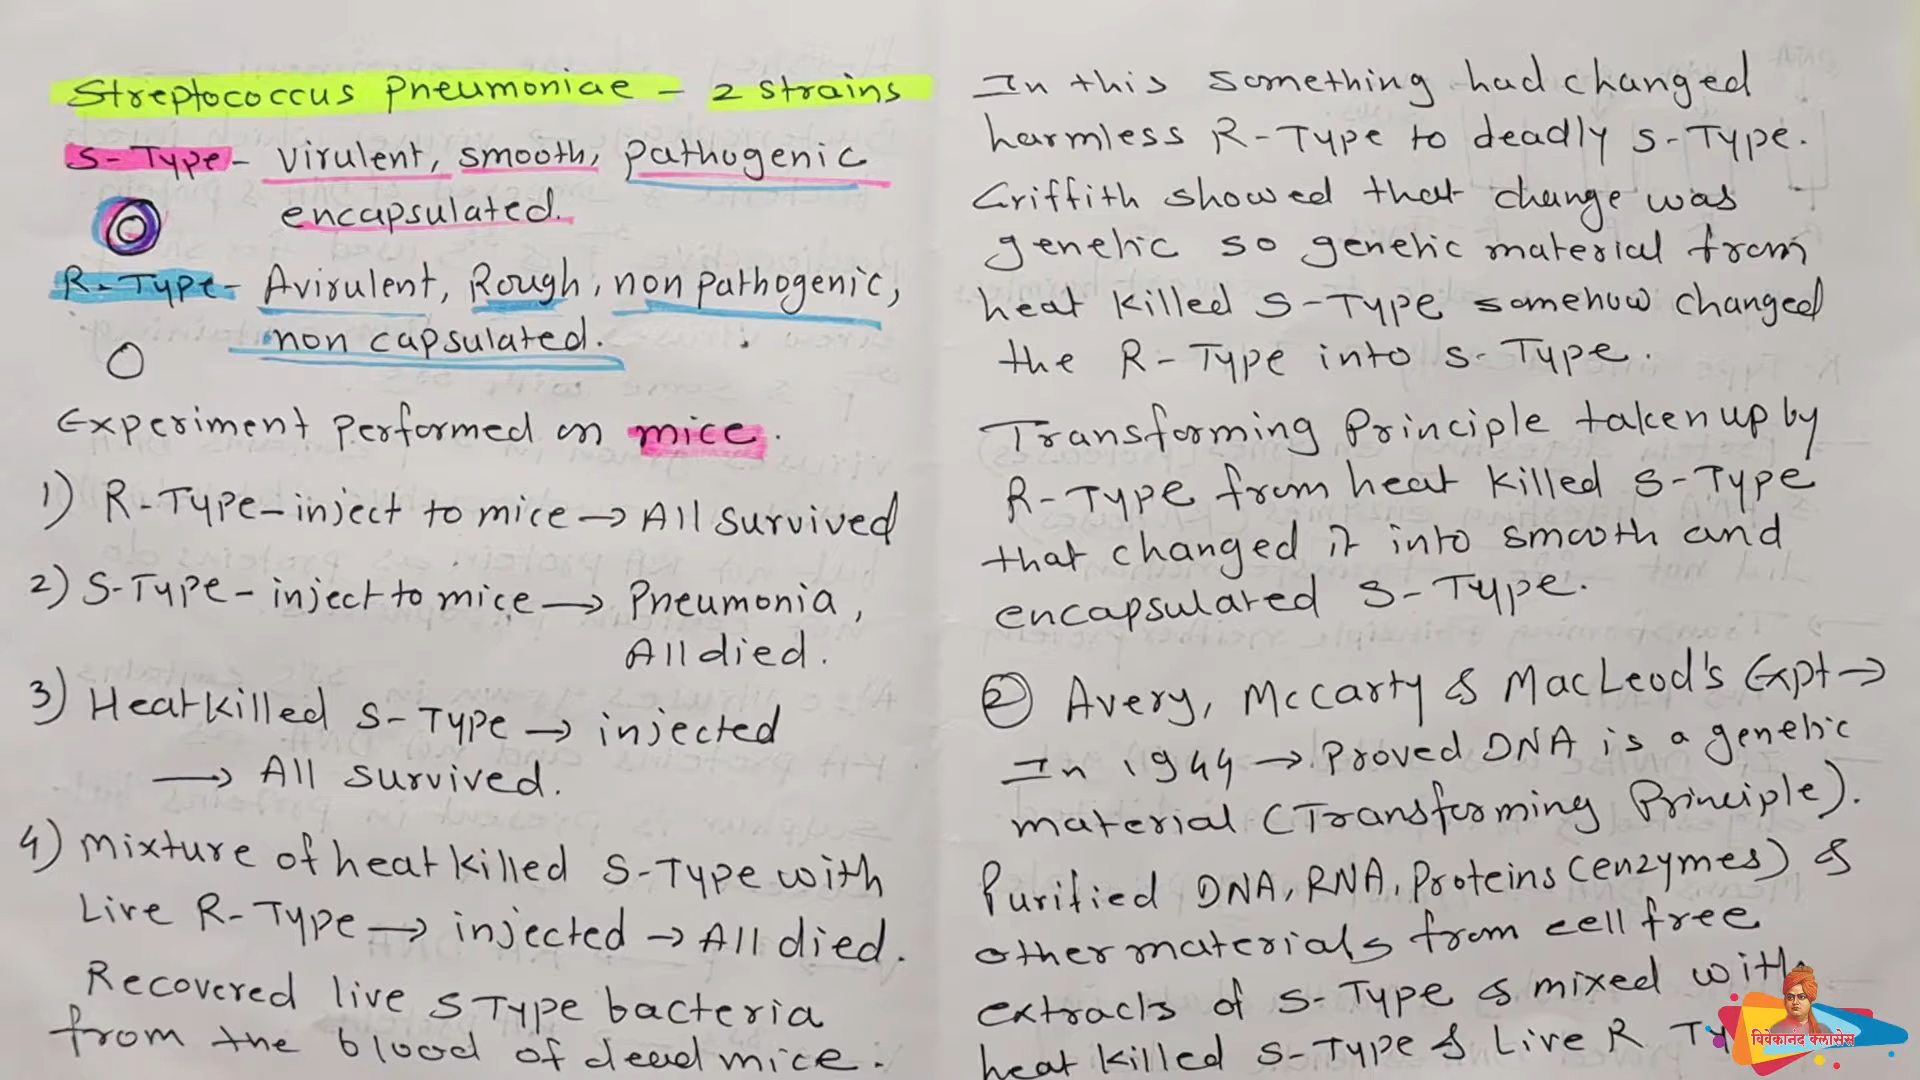 Streptococcus Pneumoniae - 2 strains
S-Type - virulent, smooth, pathogenic
encapsulated.
R-Type - Avirulent, Rough, non pathogenic,
non capsulated.
Experiment performed on mice.
1) R-Type - inject to mice → All survived
2) S-Type - inject to mice → Pneumonia,
All died.
3) Heat killed S-Type → injected
→ All survived.
4) Mixture of heat killed S-Type with
Live R-Type → injected → All died.
Recovered live S Type bacteria
from the blood of dead mice.
In this something had changed
harmless R-Type to deadly S-Type.
Griffith showed that change was
genetic so genetic material from
heat killed S-Type somehow changed
the R-Type into S-Type.
Transforming Principle taken up by
R-Type from heat killed S-Type
that changed it into smooth and
encapsulated S-Type.
② Avery, McCarty & MacLeod's Expt →
In 1944 → Proved DNA is a genetic
material (Transforming Principle).
Purified DNA, RNA, Proteins (enzymes) &
other materials from cell free
extracts of S-Type & mixed with
heat killed S-Type & Live R Ty
विवेकानंद क्लासेस